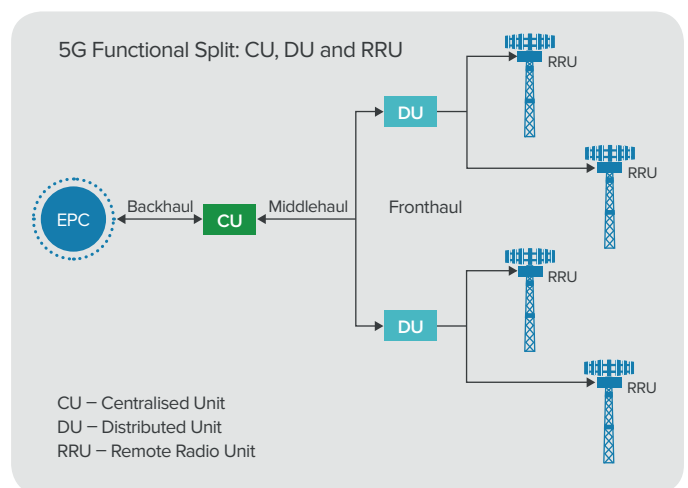 5G Functional Split: CU, DU and RRU
RRU
DU
RRU
EPC
Backhaul
CU
Middlehaul
Fronthaul
RRU
DU
RRU
CU – Centralised Unit
DU – Distributed Unit
RRU – Remote Radio Unit